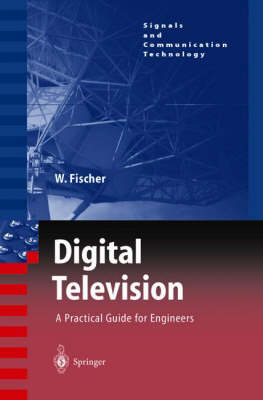 Signals
and
Communication
Technology
W. Fischer
Digital
Television
A Practical Guide for Engineers
Springer